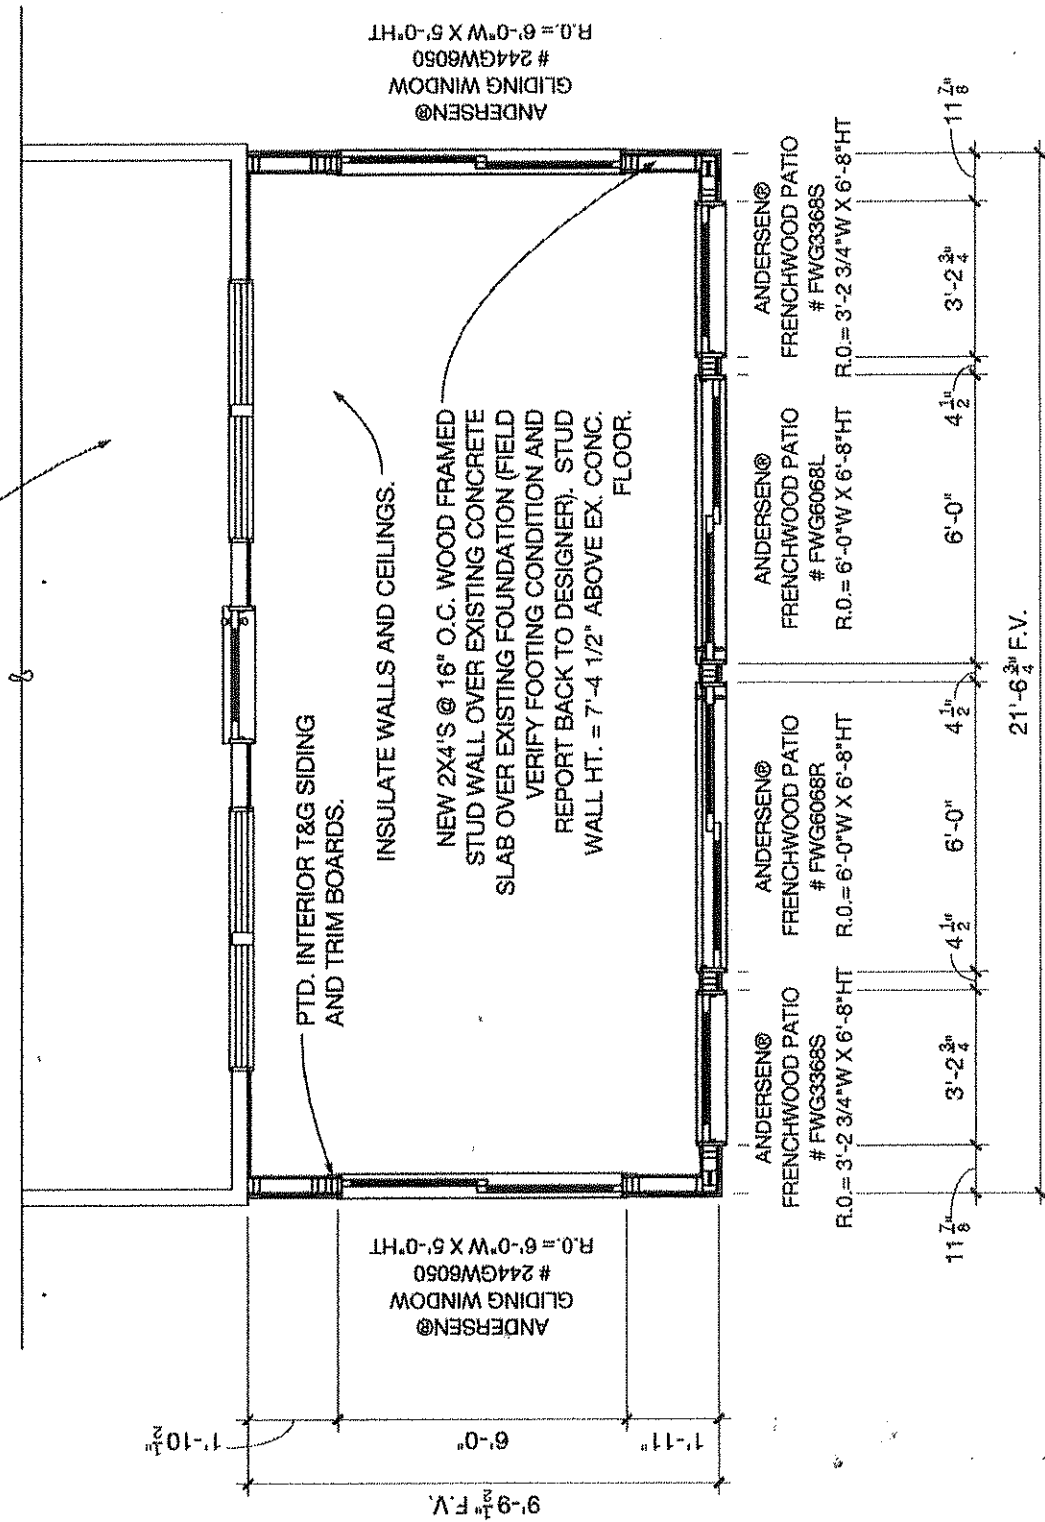 PTD. INTERIOR T&G SIDING
AND TRIM BOARDS.
INSULATE WALLS AND CEILINGS.
NEW 2X4'S @ 16" O.C. WOOD FRAMED
STUD WALL OVER EXISTING CONCRETE
SLAB OVER EXISTING FOUNDATION (FIELD
VERIFY FOOTING CONDITION AND
REPORT BACK TO DESIGNER). STUD
WALL HT. = 7'-4 1/2" ABOVE EX. CONC.
FLOOR.
ANDERSEN®
GLIDING WINDOW
# 244GW6050
R.O.= 6'-0"W X 5'-0"HT
ANDERSEN®
GLIDING WINDOW
# 244GW6050
R.O.= 6'-0"W X 5'-0"HT
1'-10 1/2"
6'-0"
1'-11"
9'-9 1/2" F.V.
ANDERSEN®
FRENCHWOOD PATIO
# FWG3368S
R.O.= 3'-2 3/4"W X 6'-8"HT
ANDERSEN®
FRENCHWOOD PATIO
# FWG6068R
R.O.= 6'-0"W X 6'-8"HT
ANDERSEN®
FRENCHWOOD PATIO
# FWG6068L
R.O.= 6'-0"W X 6'-8"HT
ANDERSEN®
FRENCHWOOD PATIO
# FWG3368S
R.O.= 3'-2 3/4"W X 6'-8"HT
11 7/8"
3'-2 3/4"
4 1/2"
6'-0"
4 1/2"
6'-0"
4 1/2"
3'-2 3/4"
11 7/8"
21'-6 3/4" F.V.